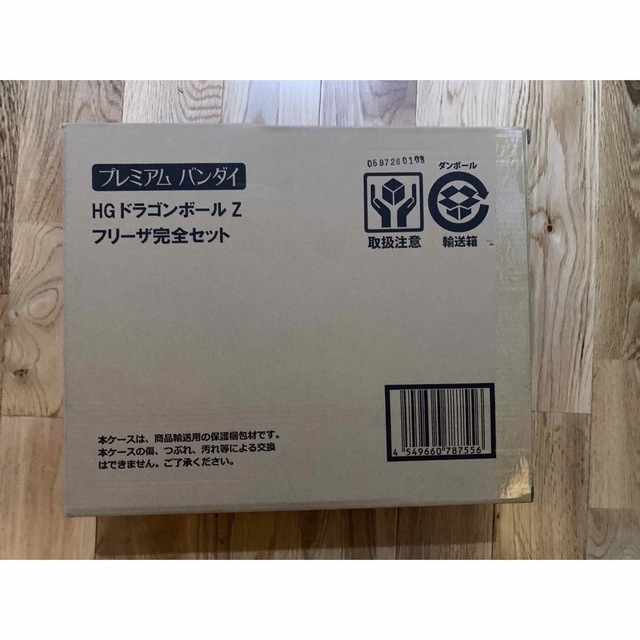 プレミアム バンダイ
HG ドラゴンボール Z
フリーザ完全セット
0597260103
取扱注意
ダンボール
輸送箱
本ケースは、商品輸送用の保護梱包材です。
本ケースの傷、つぶれ、汚れ等による交換
はできません。ご了承ください。
4 549660 787556